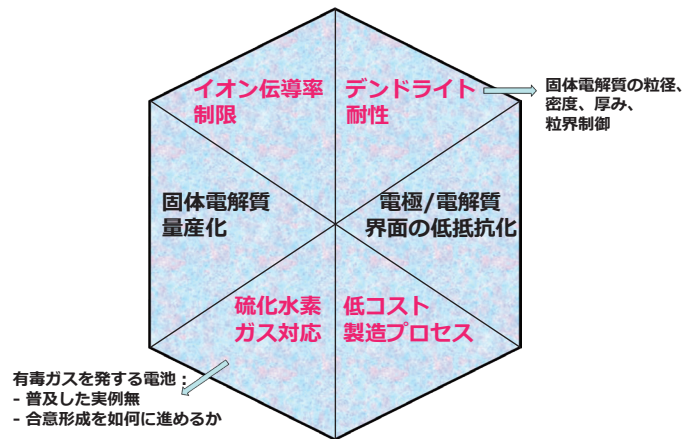 イオン伝導率
制限
デンドライト
耐性
固体電解質の粒径、
密度、厚み、
粒界制御
固体電解質
量産化
電極/電解質
界面の低抵抗化
硫化水素
ガス対応
低コスト
製造プロセス
有毒ガスを発する電池：
- 普及した実例無
- 合意形成を如何に進めるか